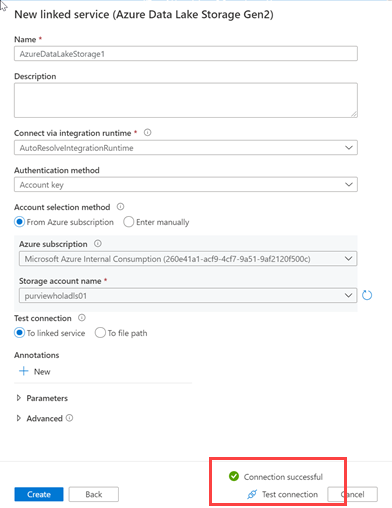 New linked service (Azure Data Lake Storage Gen2)
Name *
AzureDataLakeStorage1
Description
Connect via integration runtime *
AutoResolveIntegrationRuntime
Authentication method
Account key
Account selection method
From Azure subscription Enter manually
Azure subscription
Microsoft Azure Internal Consumption (260e41a1-acf9-4cf7-9a51-9af2120f500c)
Storage account name *
purviewholadls01
Test connection
To linked service To file path
Annotations
New
Parameters
Advanced
Connection successful
Create Back Test connection Cancel